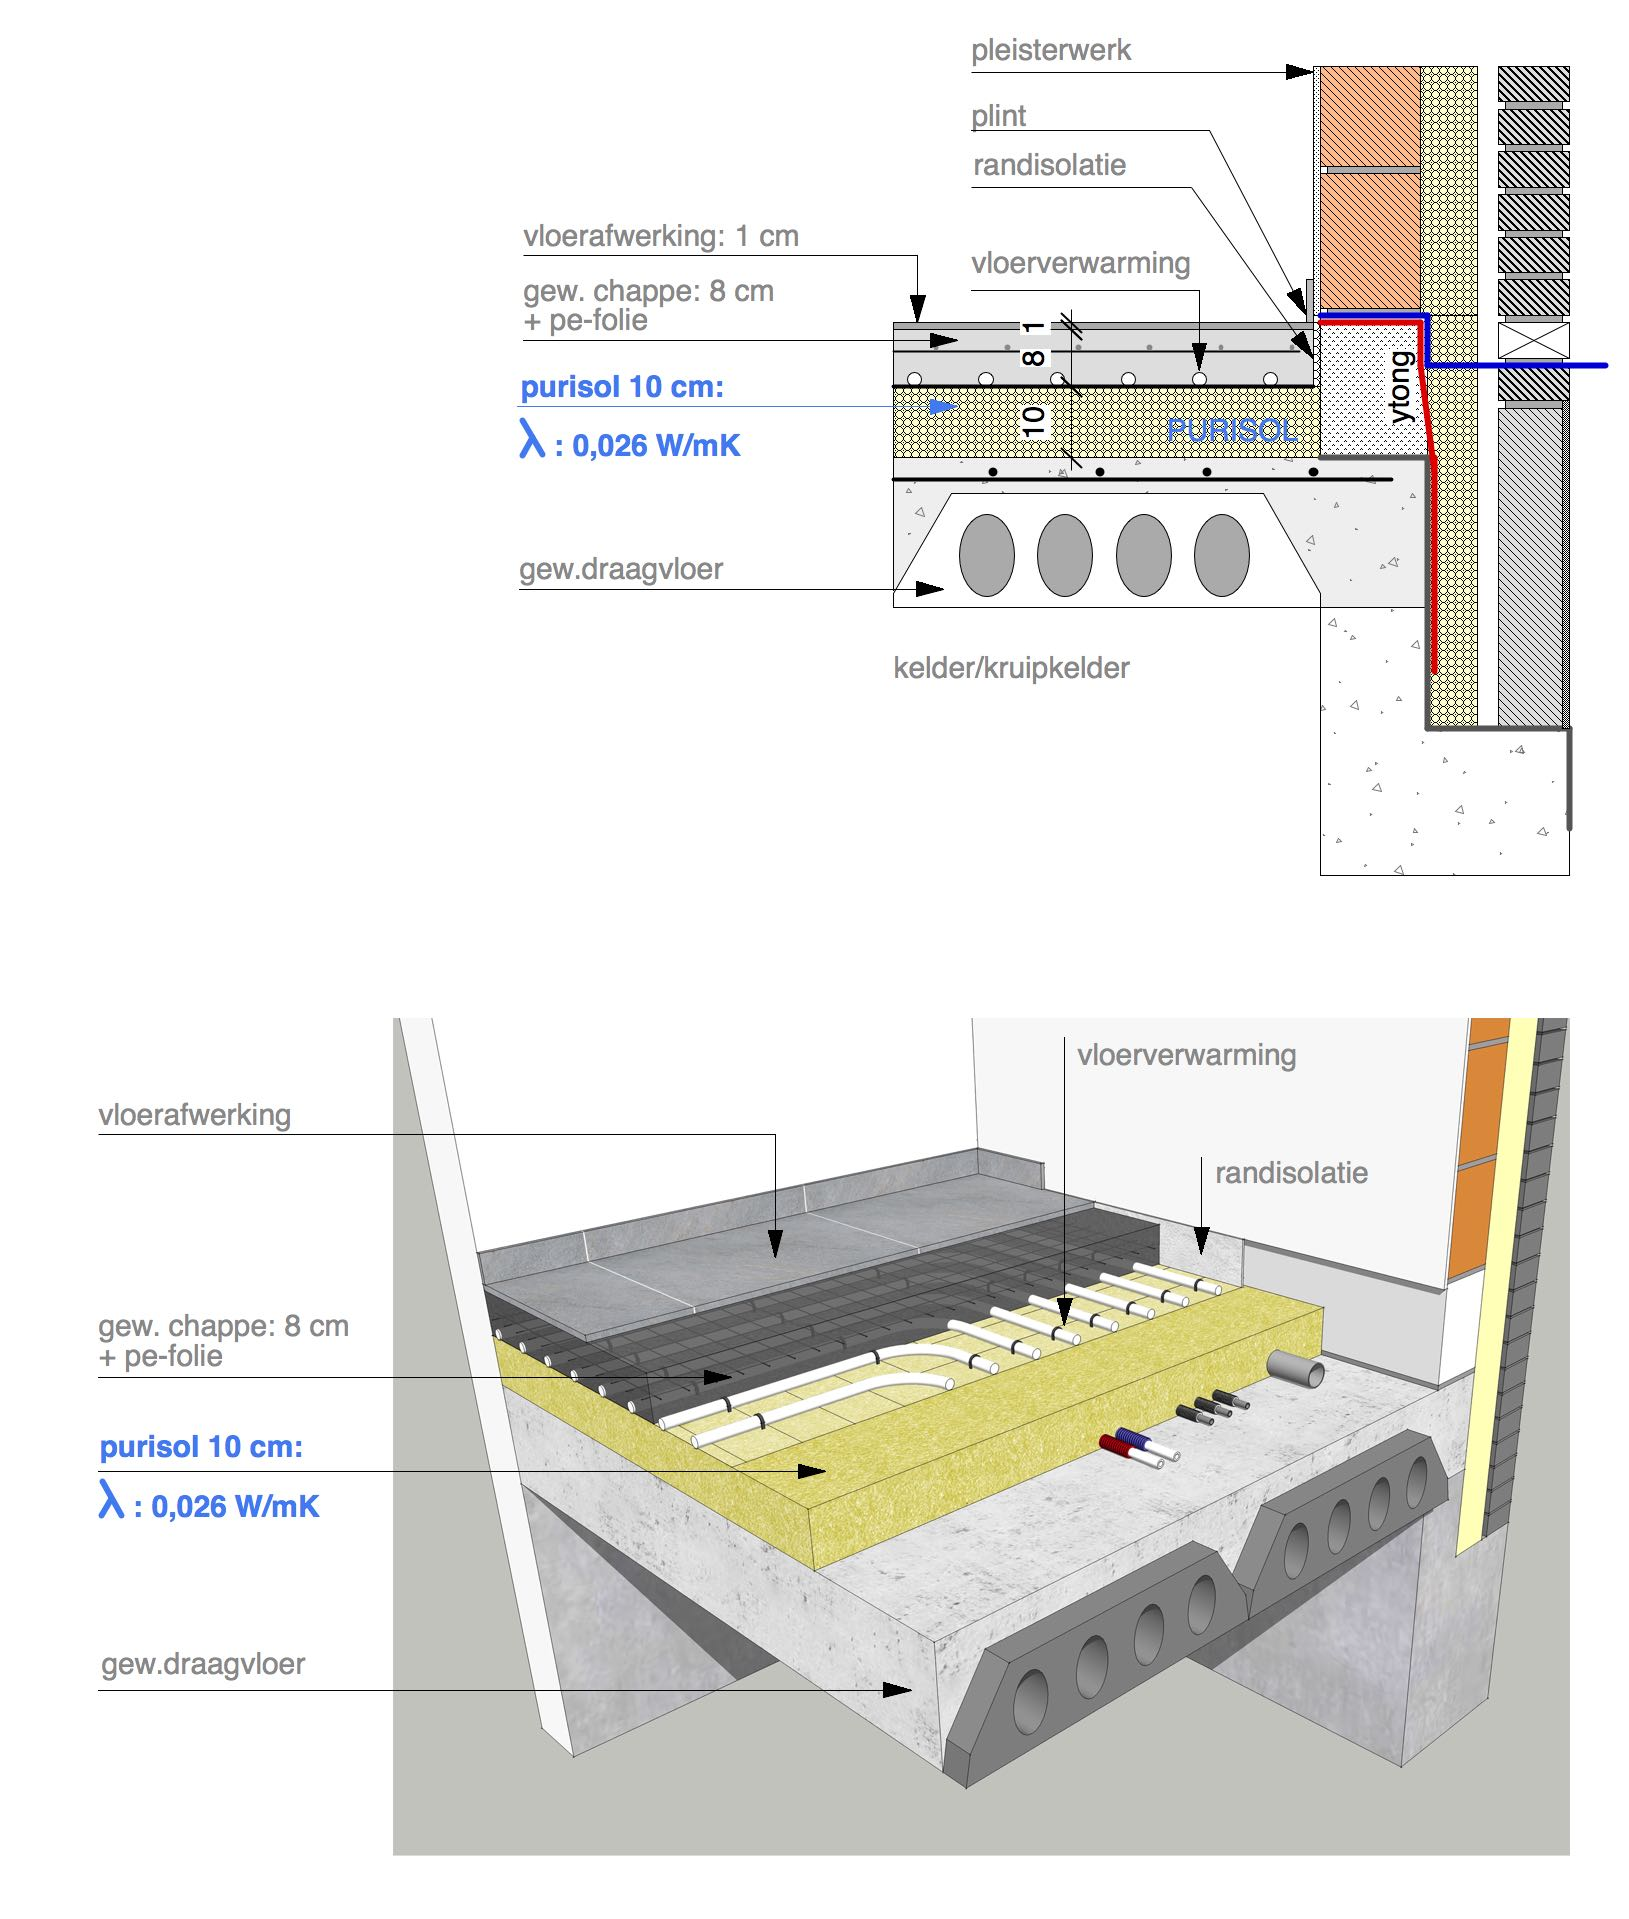 pleisterwerk
plint
randisolatie
vloerafwerking: 1 cm
vloerverwarming
gew. chappe: 8 cm
+ pe-folie
1
8
purisol 10 cm:
λ : 0,026 W/mK
10
PURISOL
ytong
gew.draagvloer
kelder/kruipkelder
vloerverwarming
vloerafwerking
randisolatie
gew. chappe: 8 cm
+ pe-folie
purisol 10 cm:
λ : 0,026 W/mK
gew.draagvloer